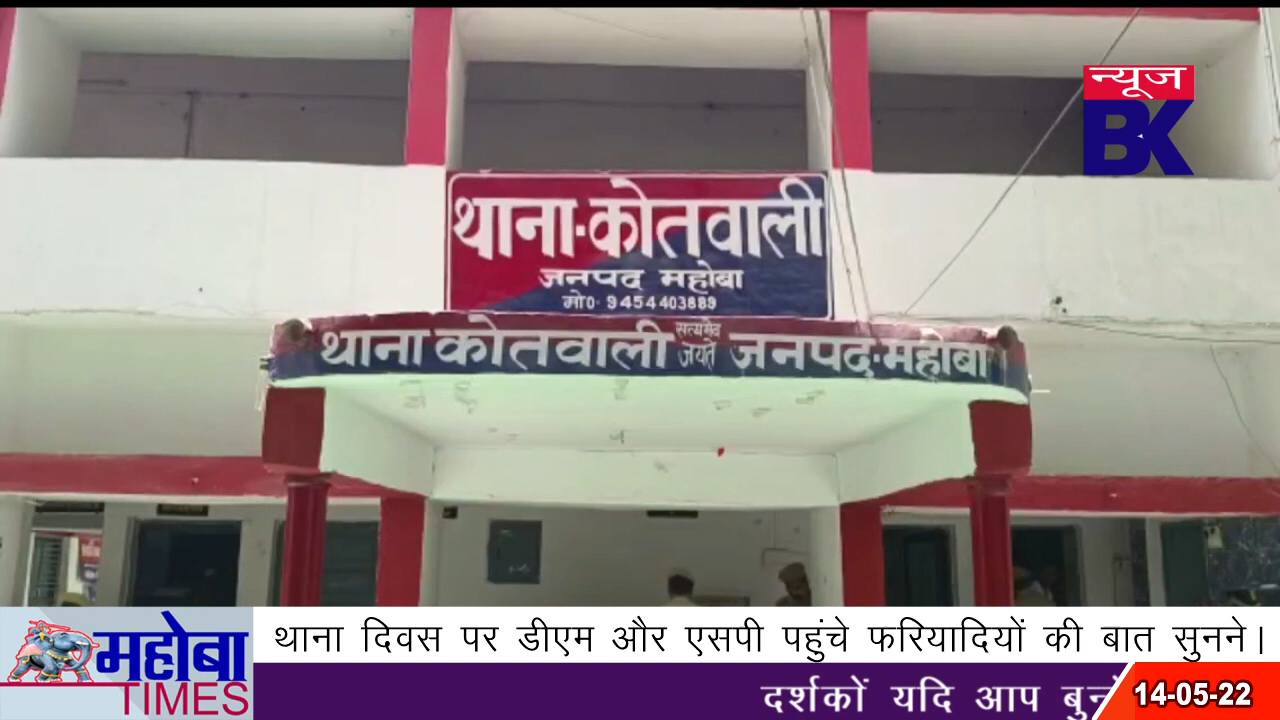 न्यूज
BK
थाना-कोतवाली
जनपद महोबा
मो0- 9454403889
थाना कोतवाली सत्यमेव जयते जनपद-महोबा
महोबा
TIMES
थाना दिवस पर डीएम और एसपी पहुंचे फरियादियों की बात सुनने।
दर्शकों यदि आप
14-05-22